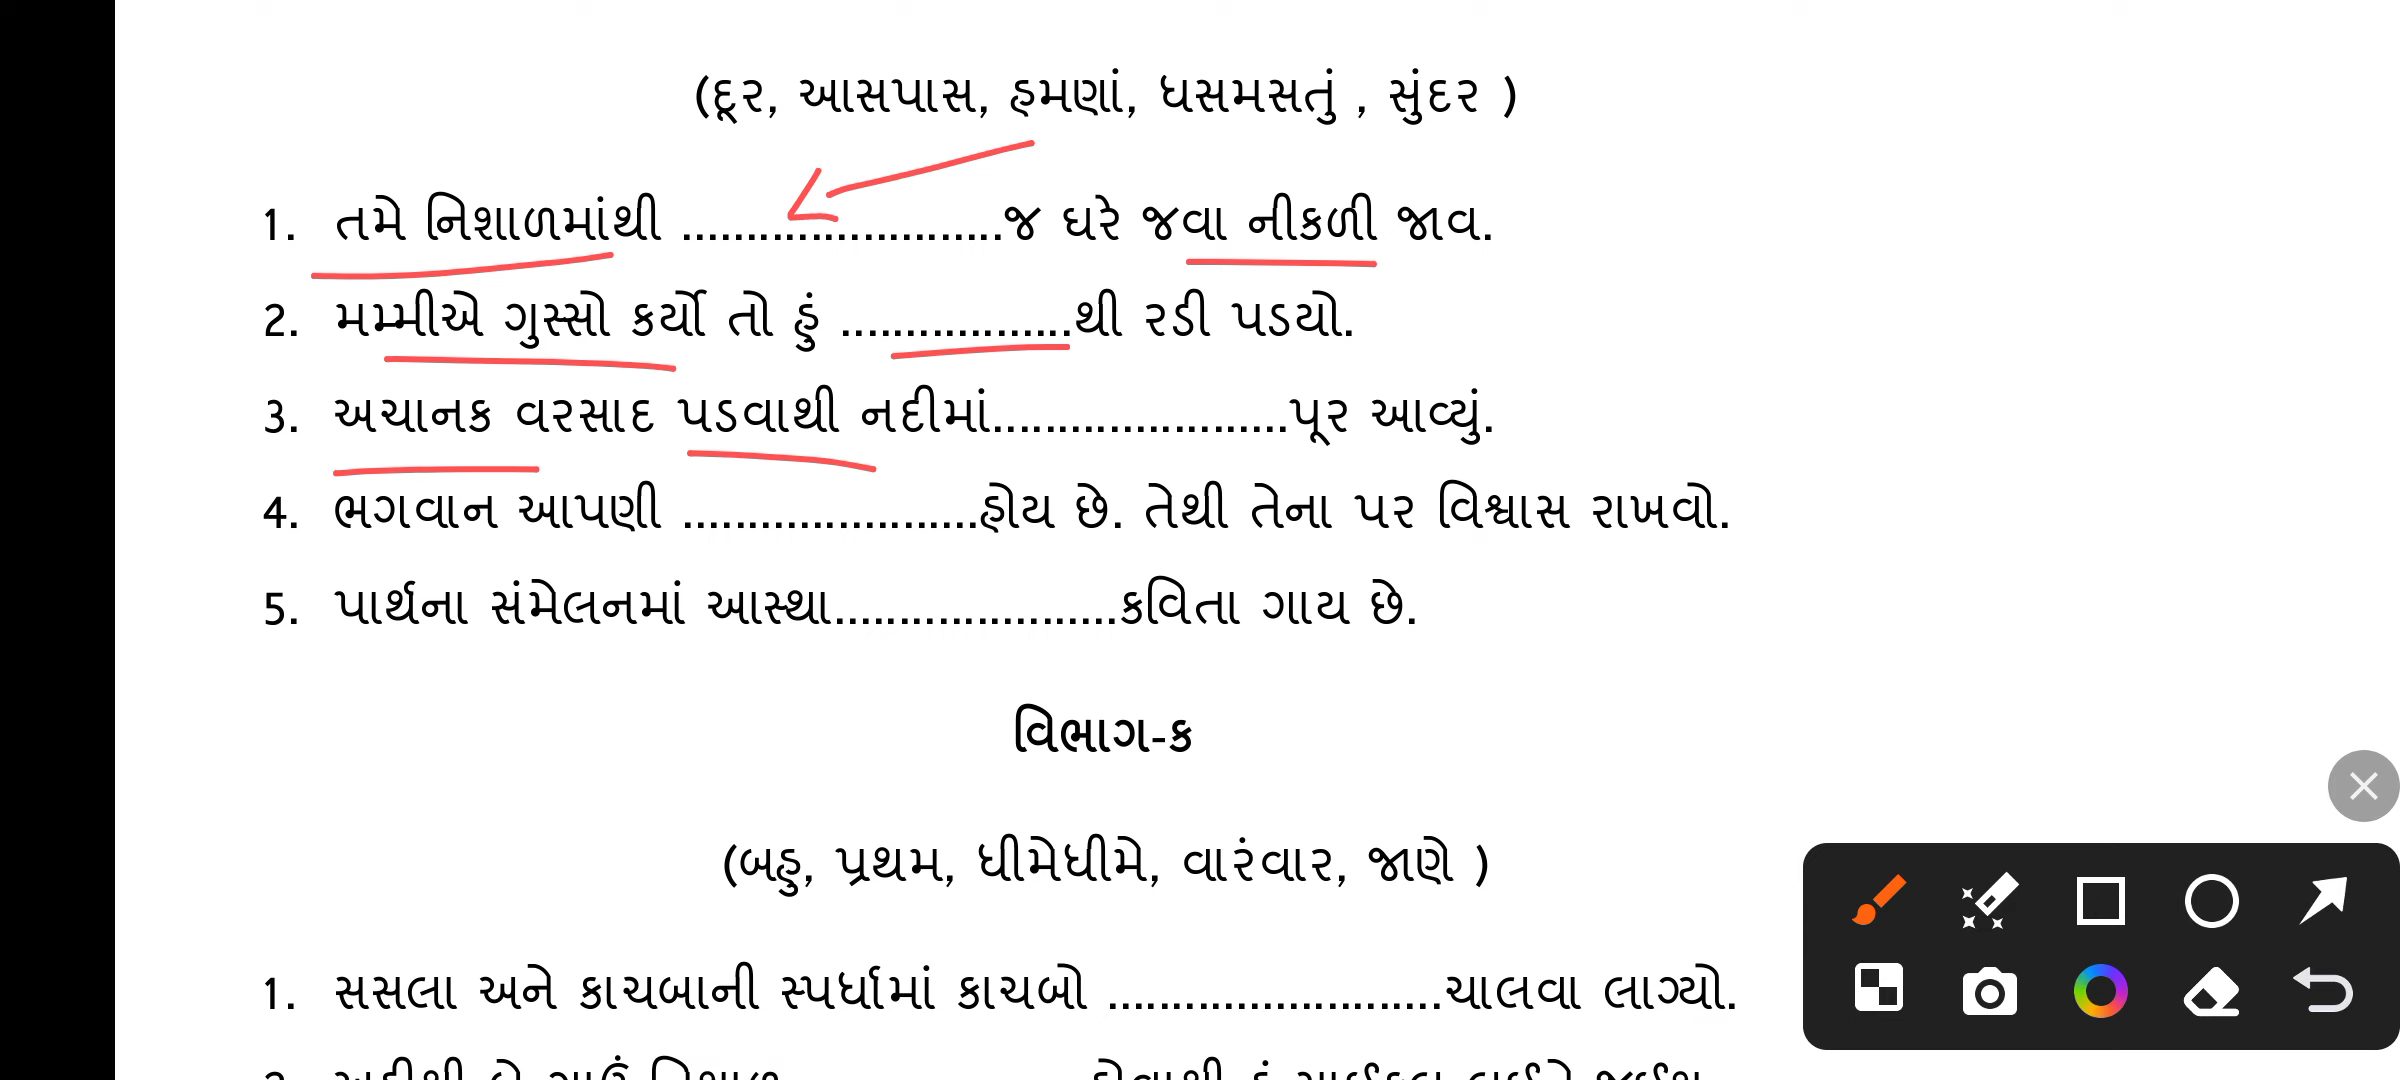 (દૂર, આસપાસ, હમણાં, ધસમસતું , સુંદર )
1. તમે નિશાળમાંથી .........................જ ઘરે જવા નીકળી જાવ.
2. મમ્મીએ ગુસ્સો કર્યો તો હું ..................થી રડી પડયો.
3. અચાનક વરસાદ પડવાથી નદીમાં.......................પૂર આવ્યું.
4. ભગવાન આપણી .......................હોય છે. તેથી તેના પર વિશ્વાસ રાખવો.
5. પાર્થના સંમેલનમાં આસ્થા......................કવિતા ગાય છે.
વિભાગ-ક
(બહુ, પ્રથમ, ધીમેધીમે, વારંવાર, જાણે )
1. સસલા અને કાચબાની સ્પર્ધામાં કાચબો ..........................ચાલવા લાગ્યો.